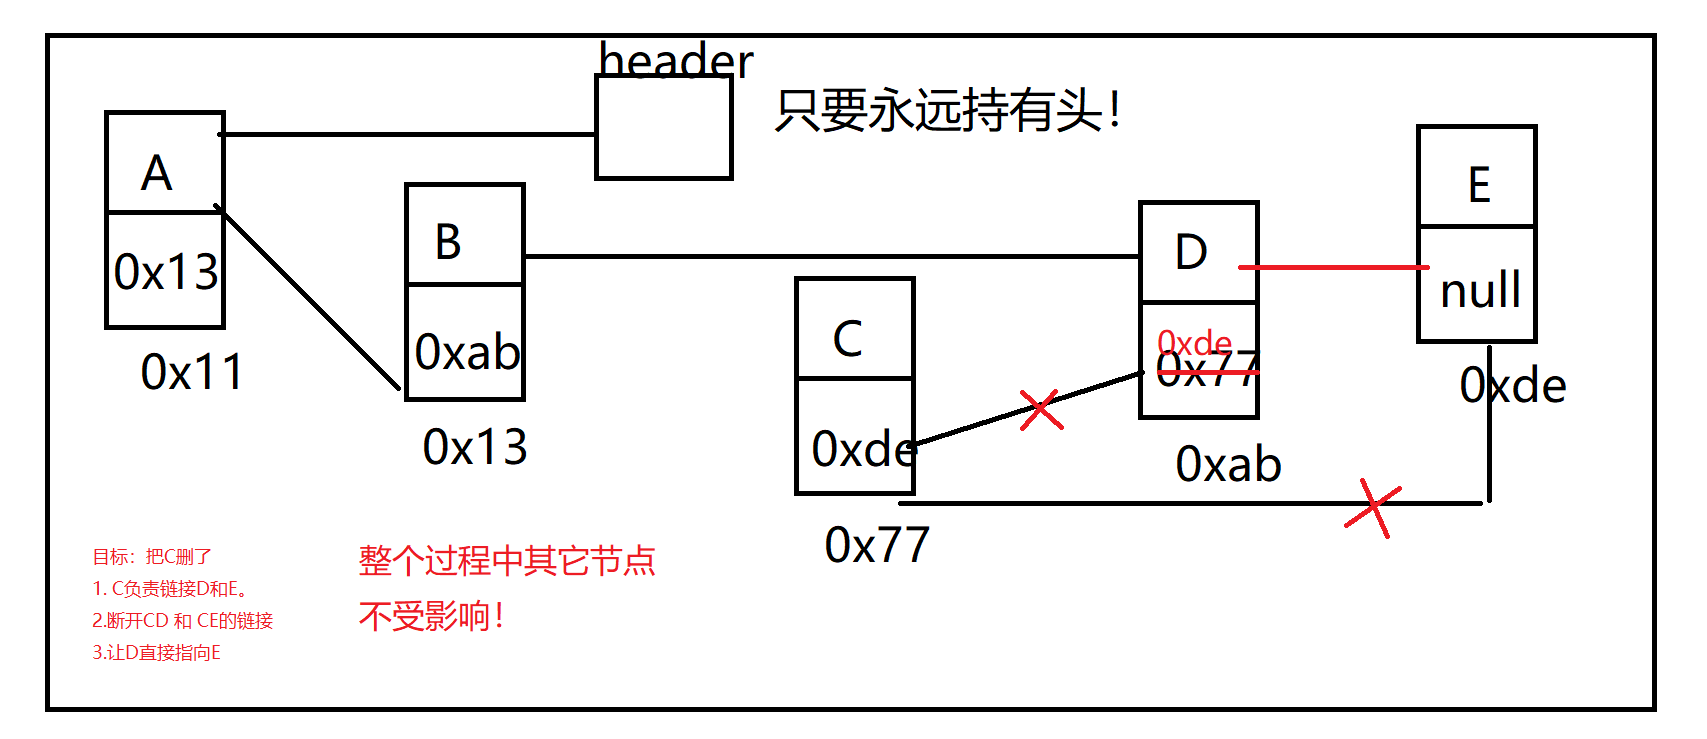 header
只要永远持有头！
A
0x13
0x11
B
0xab
0x13
C
0xde
0x77
D
0xde
0x77
0xab
E
null
0xde
目标：把C删了
1. C负责链接D和E。
2.断开CD 和 CE的链接
3.让D直接指向E
整个过程中其它节点
不受影响！